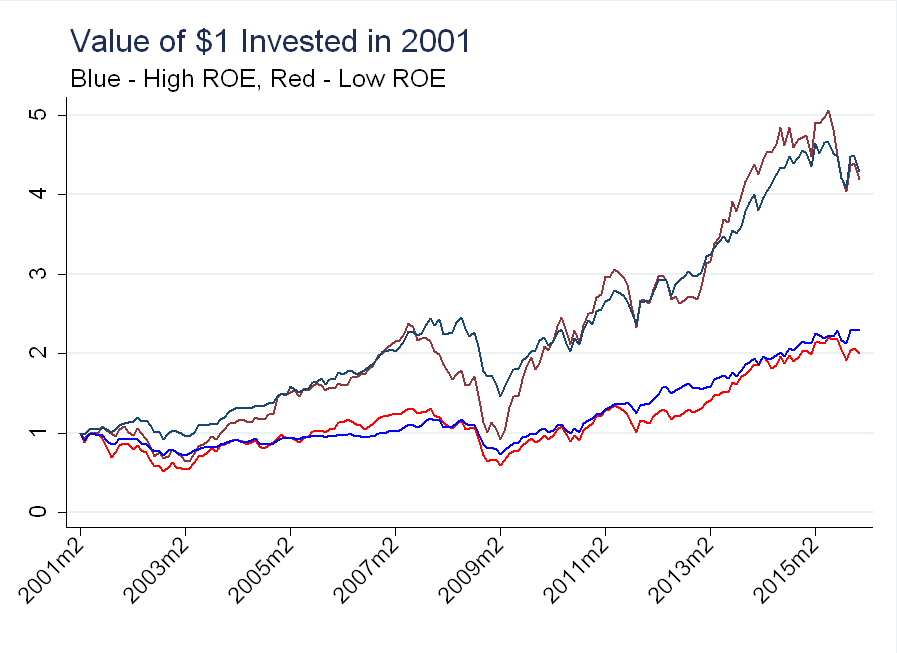 Value of $1 Invested in 2001
Blue - High ROE, Red - Low ROE
5
4
3
2
1
0
2001m2
2003m2
2005m2
2007m2
2009m2
2011m2
2013m2
2015m2